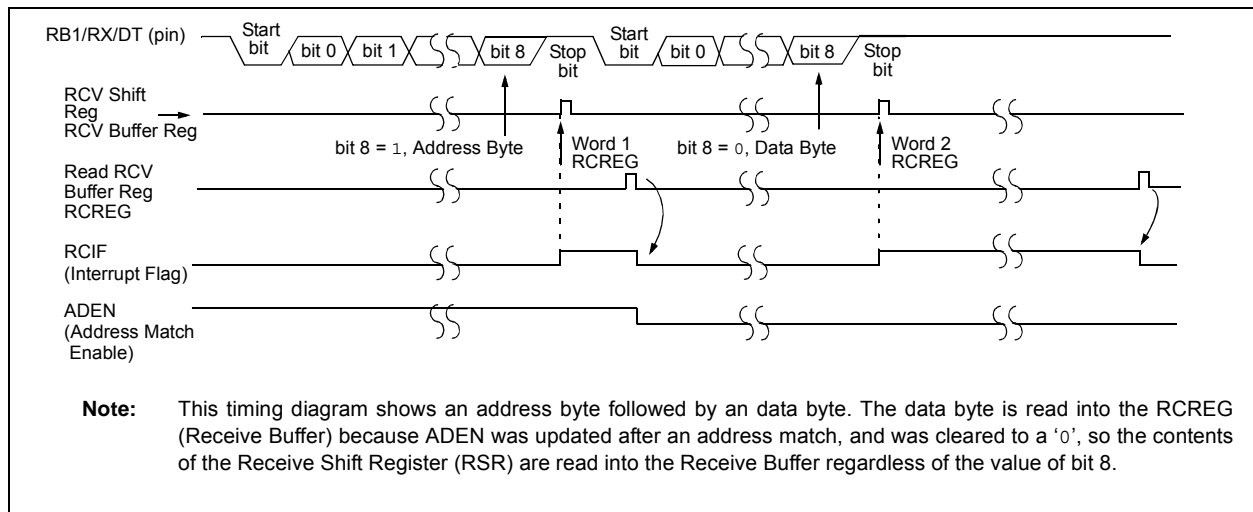 RB1/RX/DT (pin)
Start
bit
bit 0
bit 1
bit 8
Stop
bit
Start
bit
bit 0
bit 8
Stop
bit
RCV Shift
Reg
RCV Buffer Reg
bit 8 = 1, Address Byte
Word 1
RCREG
bit 8 = 0, Data Byte
Word 2
RCREG
Read RCV
Buffer Reg
RCREG
RCIF
(Interrupt Flag)
ADEN
(Address Match
Enable)
Note: This timing diagram shows an address byte followed by an data byte. The data byte is read into the RCREG
(Receive Buffer) because ADEN was updated after an address match, and was cleared to a ‘0’, so the contents
of the Receive Shift Register (RSR) are read into the Receive Buffer regardless of the value of bit 8.